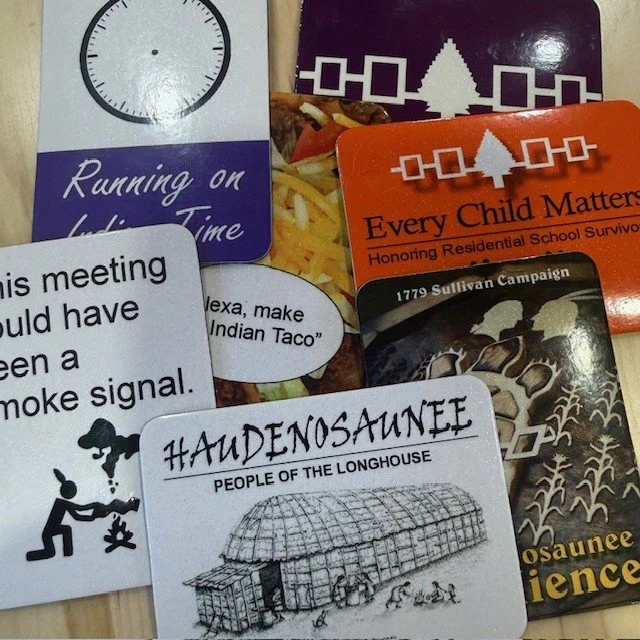 Running on
Indian Time
Every Child Matters
Honoring Residential School Survivo
his meeting
ould have
een a
moke signal.
lexa, make
Indian Taco”
1779 Sullivan Campaign
HAUDENOSAUNEE
PEOPLE OF THE LONGHOUSE
osaunee
ience